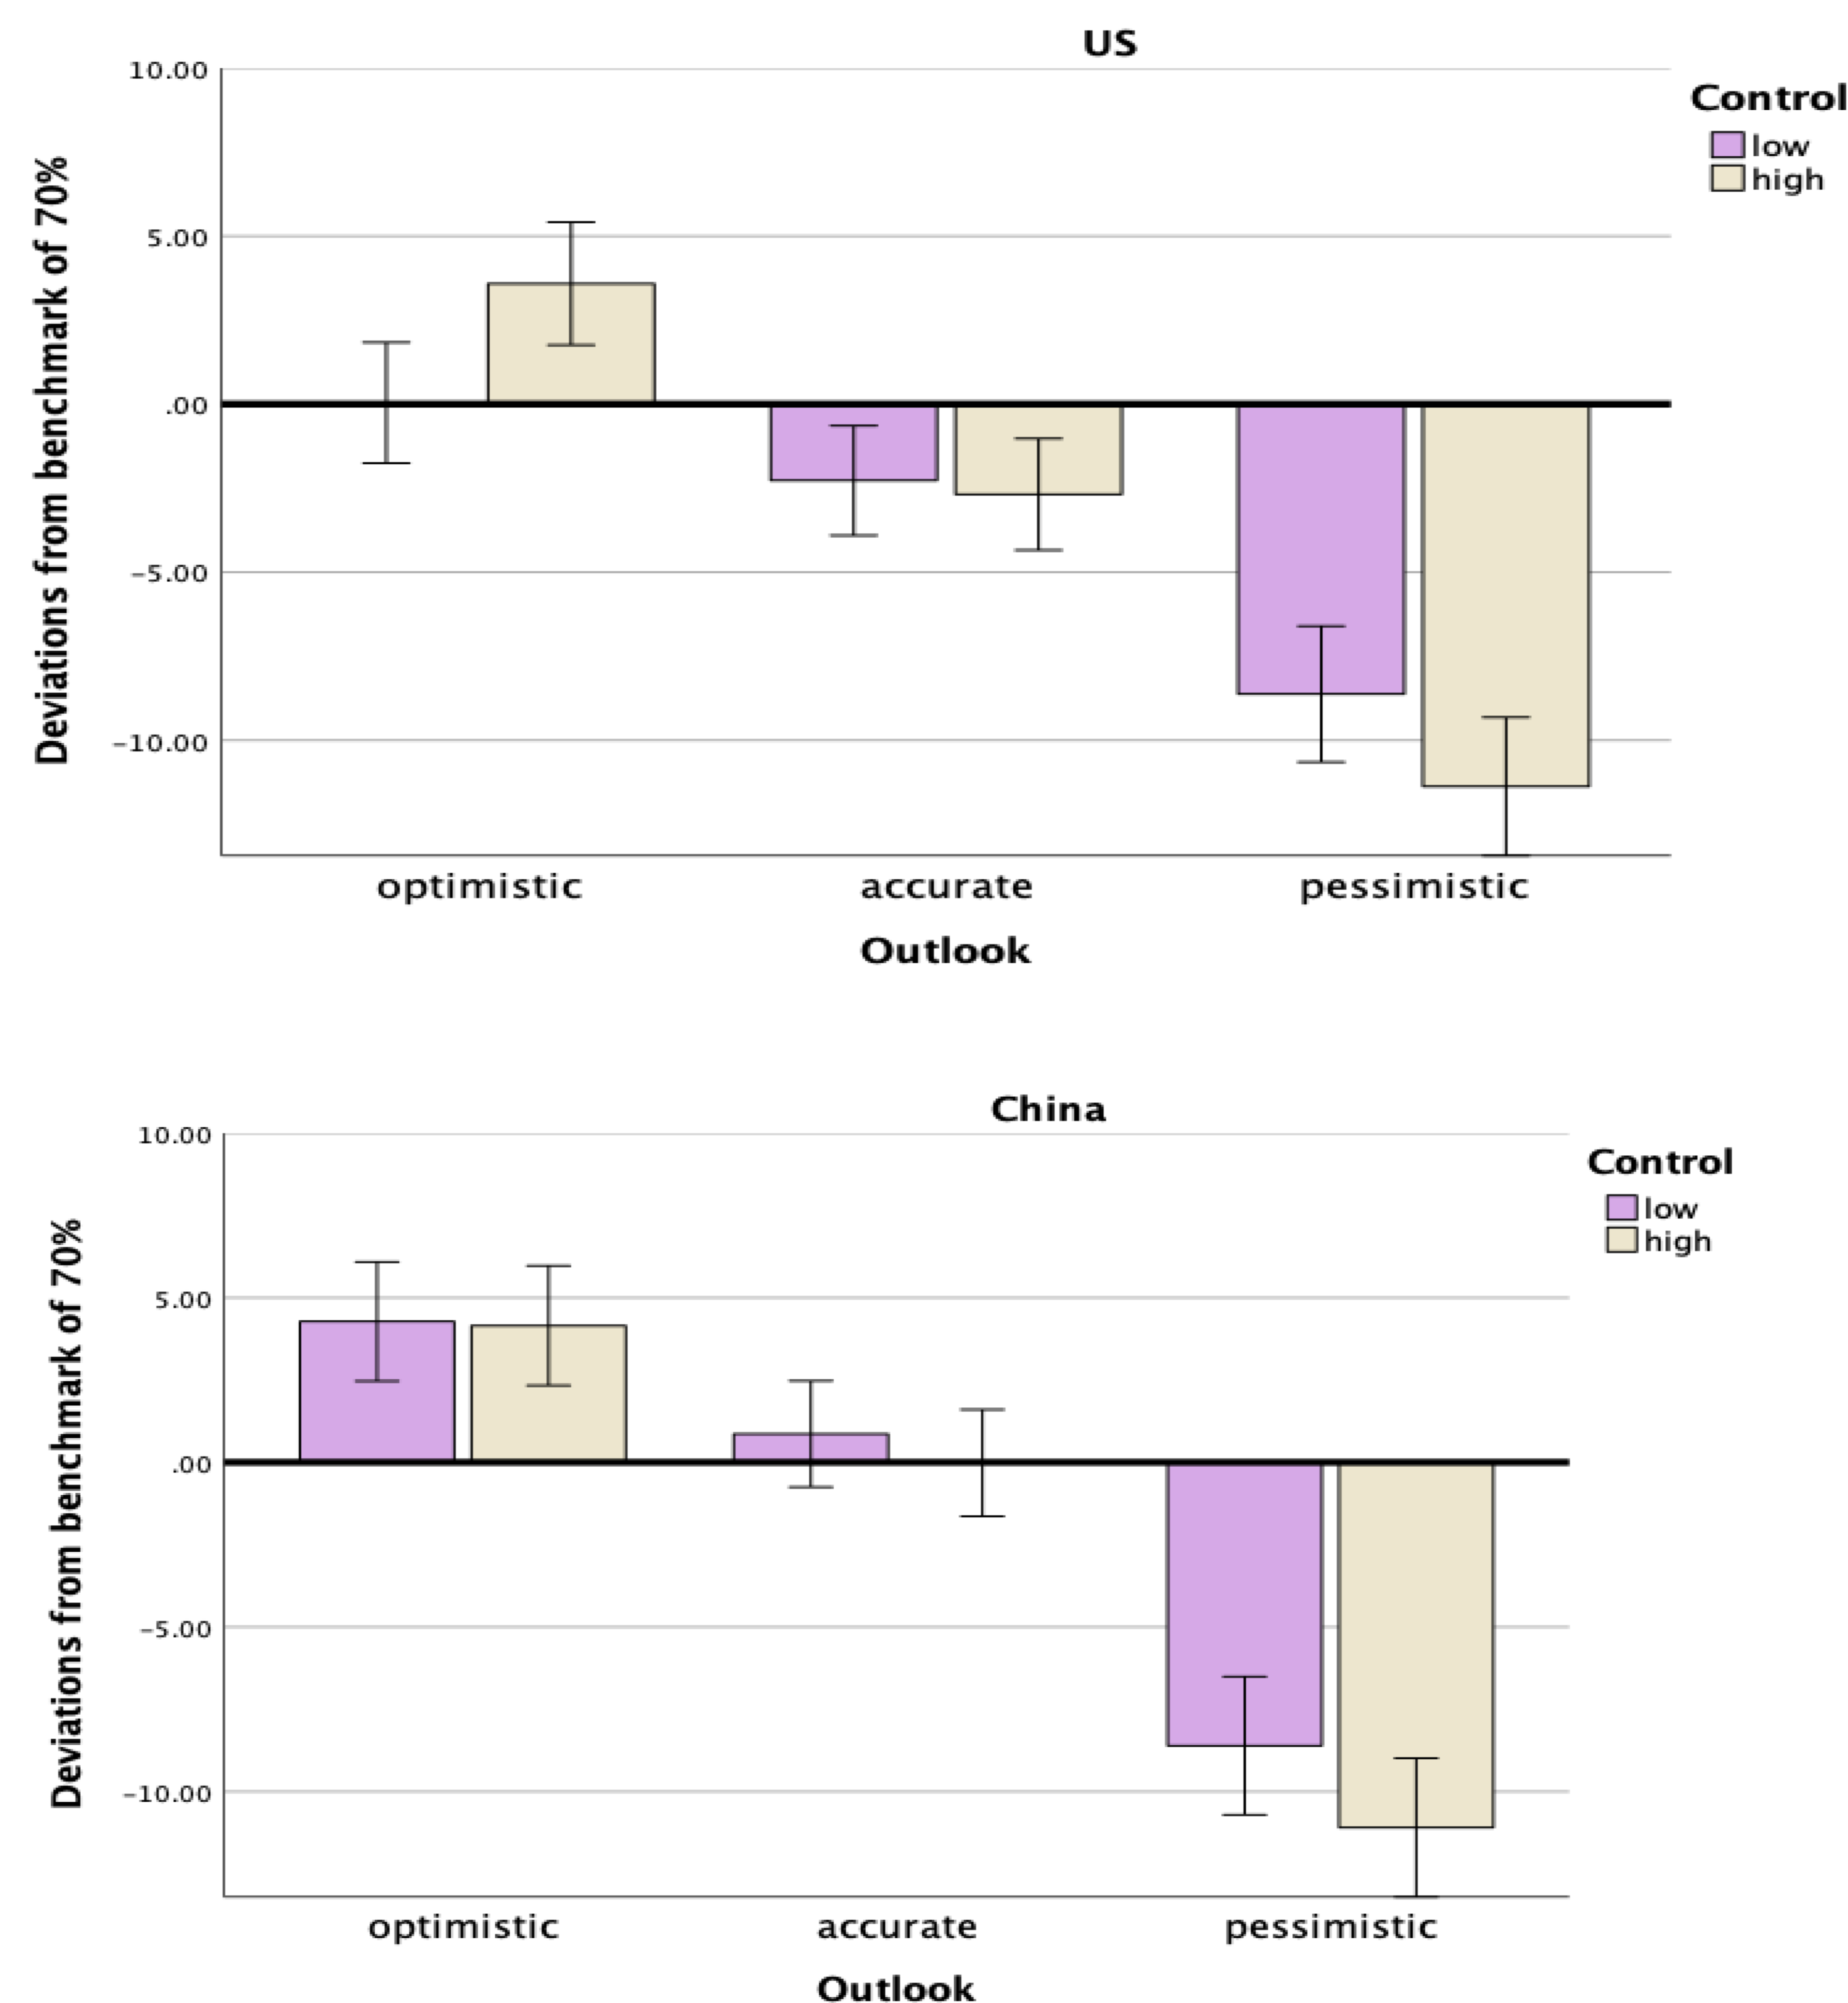 US
10.00
5.00
.00
-5.00
-10.00
Deviations from benchmark of 70%
optimistic
accurate
pessimistic
Outlook
Control
low
high
China
10.00
5.00
.00
-5.00
-10.00
Deviations from benchmark of 70%
optimistic
accurate
pessimistic
Outlook
Control
low
high